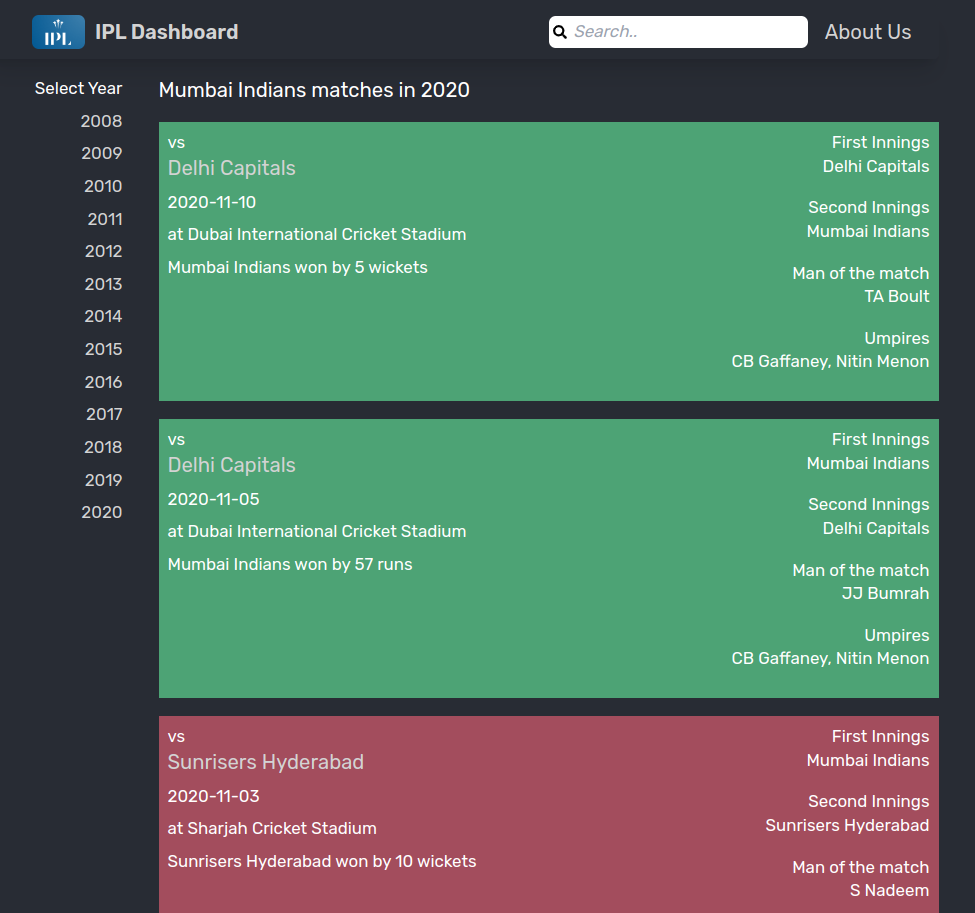 IPL
IPL Dashboard
Search..
About Us
Select Year
2008
2009
2010
2011
2012
2013
2014
2015
2016
2017
2018
2019
2020
Mumbai Indians matches in 2020
vs
Delhi Capitals
2020-11-10
at Dubai International Cricket Stadium
Mumbai Indians won by 5 wickets
First Innings
Delhi Capitals
Second Innings
Mumbai Indians
Man of the match
TA Boult
Umpires
CB Gaffaney, Nitin Menon
vs
Delhi Capitals
2020-11-05
at Dubai International Cricket Stadium
Mumbai Indians won by 57 runs
First Innings
Mumbai Indians
Second Innings
Delhi Capitals
Man of the match
JJ Bumrah
Umpires
CB Gaffaney, Nitin Menon
vs
Sunrisers Hyderabad
2020-11-03
at Sharjah Cricket Stadium
Sunrisers Hyderabad won by 10 wickets
First Innings
Mumbai Indians
Second Innings
Sunrisers Hyderabad
Man of the match
S Nadeem